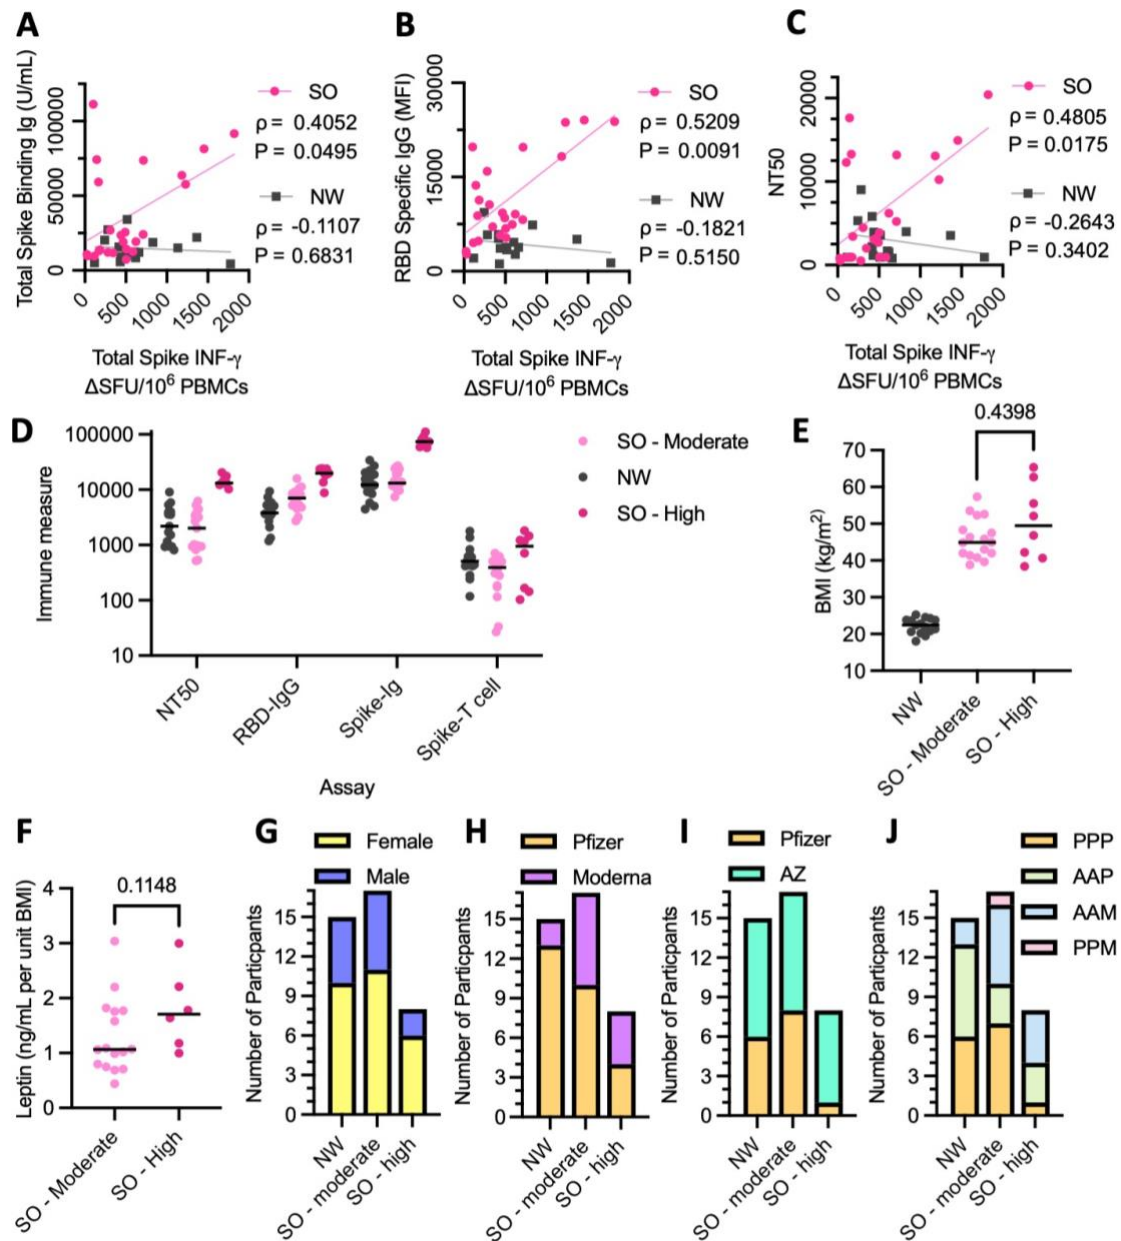 A
Total Spike Binding Ig (U/mL)
100000
50000
0
0
500
1000
1500
2000
Total Spike INF-γ
ΔSFU/10⁶ PBMCs
SO
ρ = 0.4052
P = 0.0495
NW
ρ = -0.1107
P = 0.6831
B
RBD Specific IgG (MFI)
30000
15000
0
0
500
1000
1500
2000
Total Spike INF-γ
ΔSFU/10⁶ PBMCs
SO
ρ = 0.5209
P = 0.0091
NW
ρ = -0.1821
P = 0.5150
C
NT50
20000
10000
0
0
500
1000
1500
2000
Total Spike INF-γ
ΔSFU/10⁶ PBMCs
SO
ρ = 0.4805
P = 0.0175
NW
ρ = -0.2643
P = 0.3402
D
Immune measure
100000
10000
1000
100
10
NT50
RBD-IgG
Spike-Ig
Spike-T cell
Assay
SO - Moderate
NW
SO - High
E
BMI (kg/m²)
70
60
50
40
30
20
10
0.4398
NW
SO - Moderate
SO - High
F
Leptin (ng/mL per unit BMI)
4
3
2
1
0
0.1148
SO - Moderate
SO - High
G
Female
Male
Number of Particpants
15
12
9
6
3
0
NW
SO - moderate
SO - high
H
Pfizer
Moderna
Number of Particpants
15
12
9
6
3
0
NW
SO - moderate
SO - high
I
Pfizer
AZ
Number of Particpants
15
12
9
6
3
0
NW
SO - moderate
SO - high
J
PPP
AAP
AAM
PPM
Number of Particpants
15
12
9
6
3
0
NW
SO - moderate
SO - high